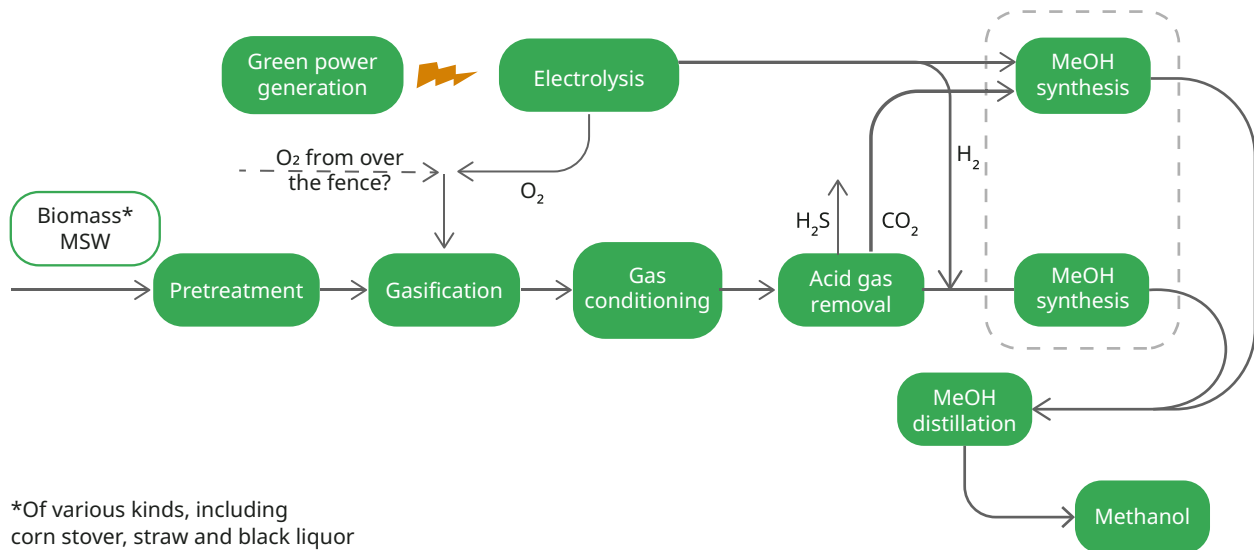 Green power
generation
Electrolysis
MeOH
synthesis
O₂ from over
the fence?
O₂
H₂
Biomass*
MSW
H₂S
CO₂
Pretreatment
Gasification
Gas
conditioning
Acid gas
removal
MeOH
synthesis
MeOH
distillation
Methanol
*Of various kinds, including
corn stover, straw and black liquor